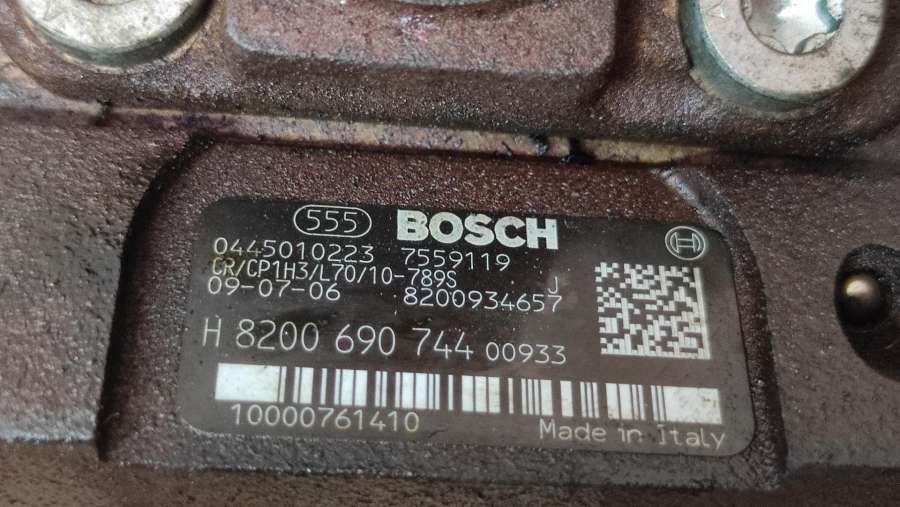 555 BOSCH
0445010223 7559119
CR/CP1H3/L70/10-789S J
09-07-06 8200934657
H 8200 690 744 00933
10000761410
Made in Italy